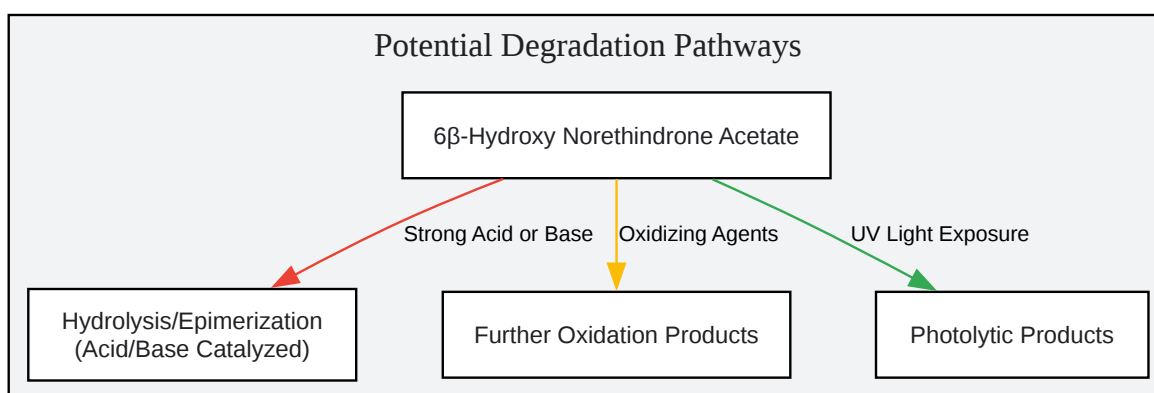 Potential Degradation Pathways
6β-Hydroxy Norethindrone Acetate
Strong Acid or Base
Oxidizing Agents
UV Light Exposure
Hydrolysis/Epimerization
(Acid/Base Catalyzed)
Further Oxidation Products
Photolytic Products